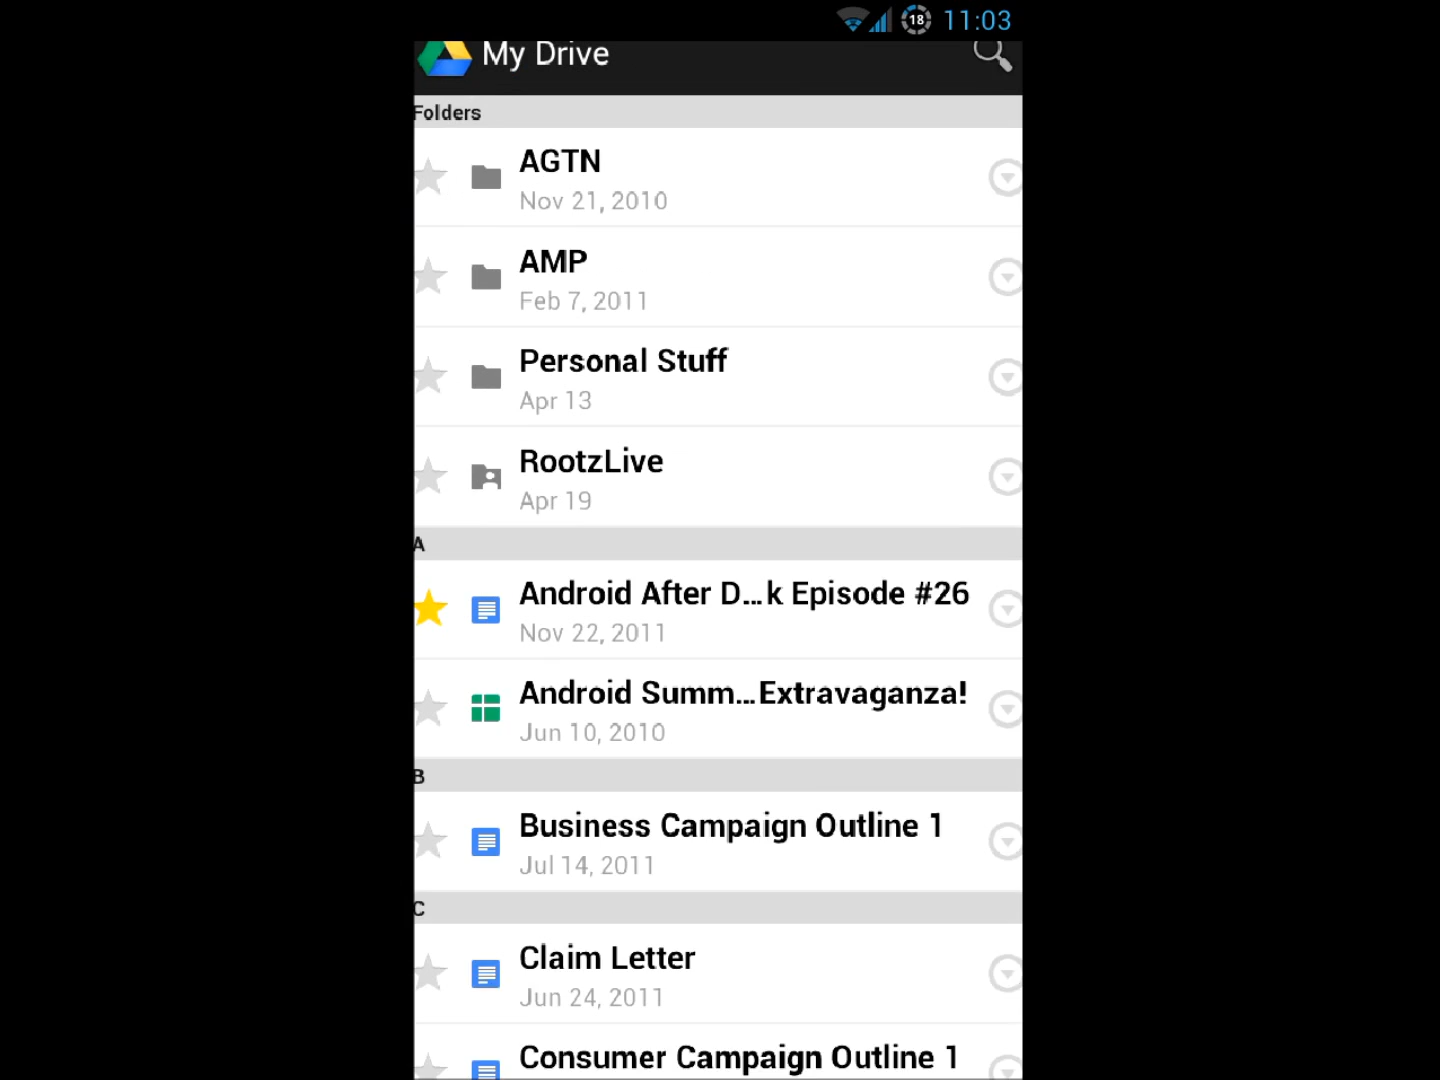 18 11:03
My Drive
Folders
AGTN
Nov 21, 2010
AMP
Feb 7, 2011
Personal Stuff
Apr 13
RootzLive
Apr 19
A
Android After D...k Episode #26
Nov 22, 2011
Android Summ...Extravaganza!
Jun 10, 2010
B
Business Campaign Outline 1
Jul 14, 2011
C
Claim Letter
Jun 24, 2011
Consumer Campaign Outline 1